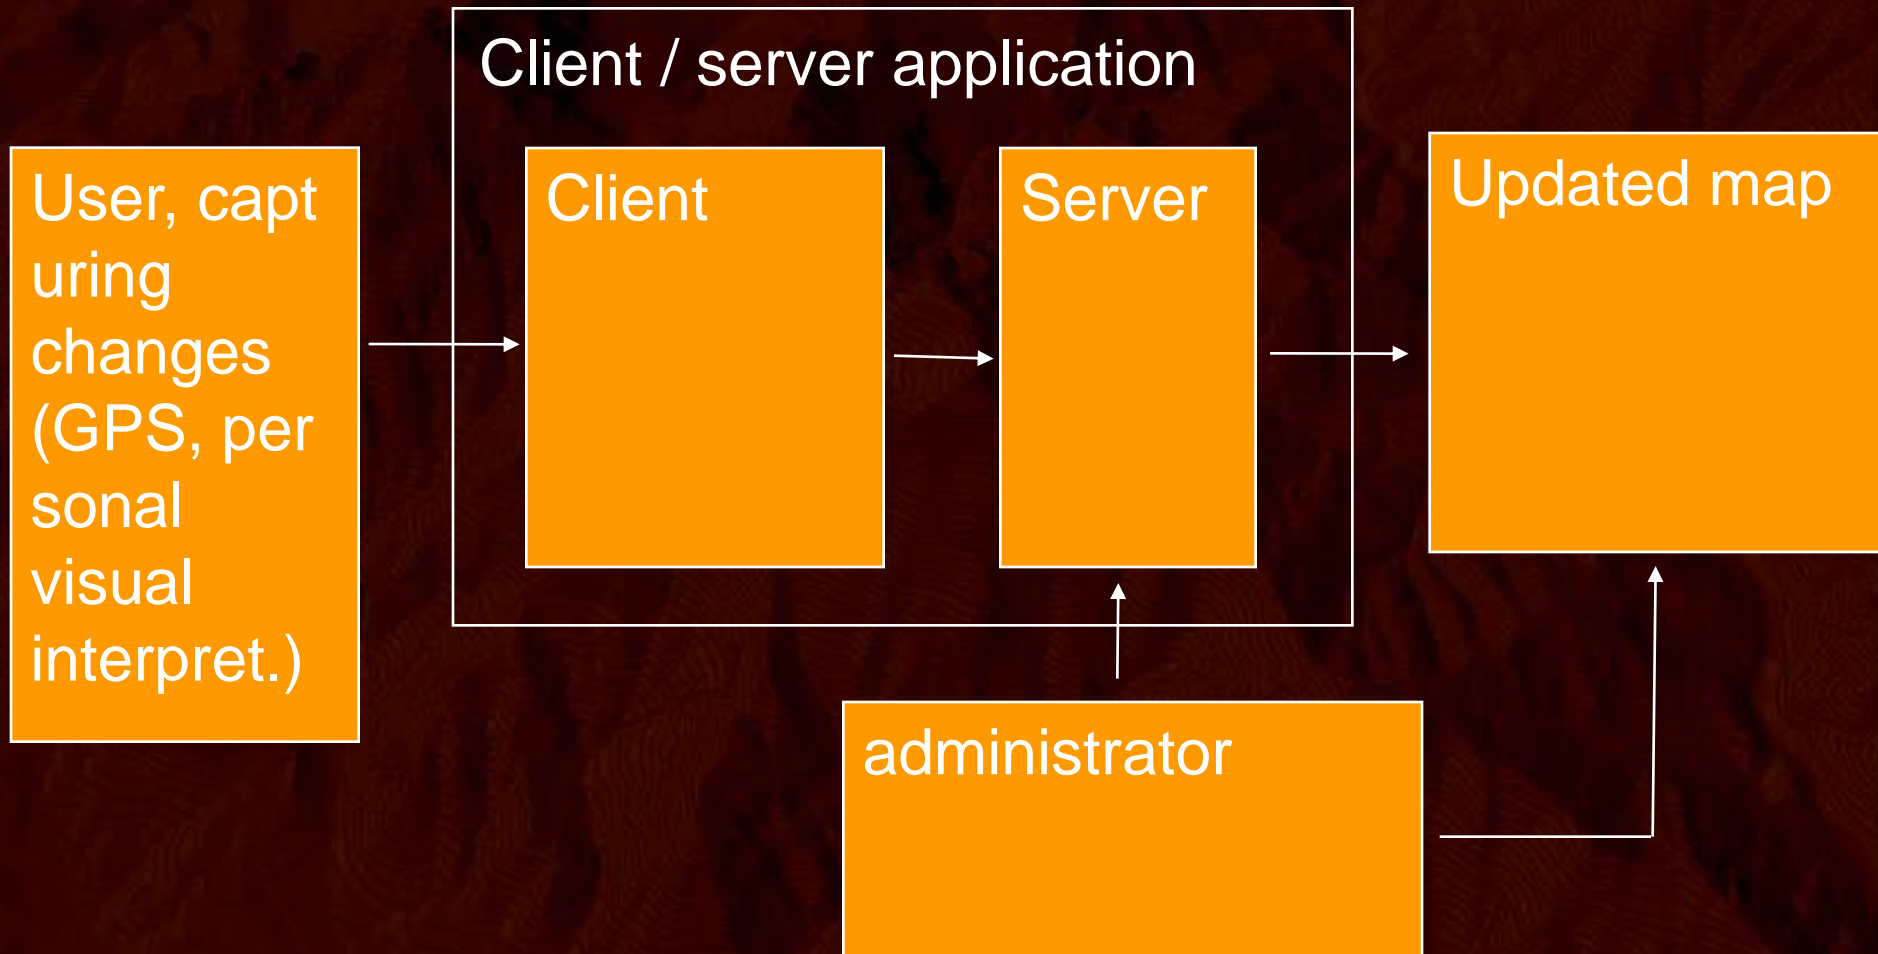 Client / server application
User, capt
uring
changes
(GPS, per
sonal
visual
interpret.)
Client
Server
Updated map
administrator